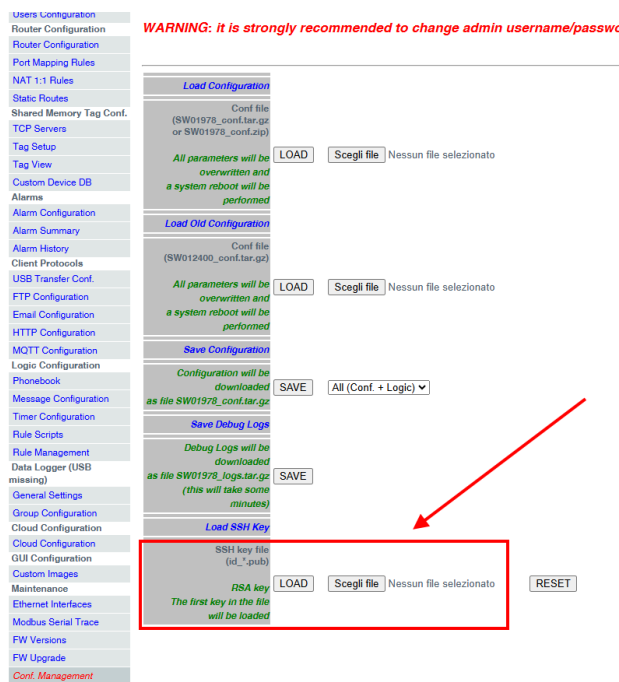 Users Configuration
Router Configuration
Router Configuration
Port Mapping Rules
NAT 1:1 Rules
Static Routes
Shared Memory Tag Conf.
TCP Servers
Tag Setup
Tag View
Custom Device DB
Alarms
Alarm Configuration
Alarm Summary
Alarm History
Client Protocols
USB Transfer Conf.
FTP Configuration
Email Configuration
HTTP Configuration
MQTT Configuration
Logic Configuration
Phonebook
Message Configuration
Timer Configuration
Rule Scripts
Rule Management
Data Logger (USB
missing)
General Settings
Group Configuration
Cloud Configuration
Cloud Configuration
GUI Configuration
Custom Images
Maintenance
Ethernet Interfaces
Modbus Serial Trace
FW Versions
FW Upgrade
Conf. Management
WARNING: it is strongly recommended to change admin username/passwo
Load Configuration
Conf file
(SW01978_conf.tar.gz
or SW01978_conf.zip)
All parameters will be
overwritten and
a system reboot will be
performed
LOAD Scegli file Nessun file selezionato
Load Old Configuration
Conf file
(SW012400_conf.tar.gz)
All parameters will be
overwritten and
a system reboot will be
performed
LOAD Scegli file Nessun file selezionato
Save Configuration
Configuration will be
downloaded
as file SW01978_conf.tar.gz
SAVE All (Conf. + Logic)
Save Debug Logs
Debug Logs will be
downloaded
as file SW01978_logs.tar.gz
(this will take some
minutes)
SAVE
Load SSH Key
SSH key file
(id_*.pub)
RSA key
The first key in the file
will be loaded
LOAD Scegli file Nessun file selezionato RESET